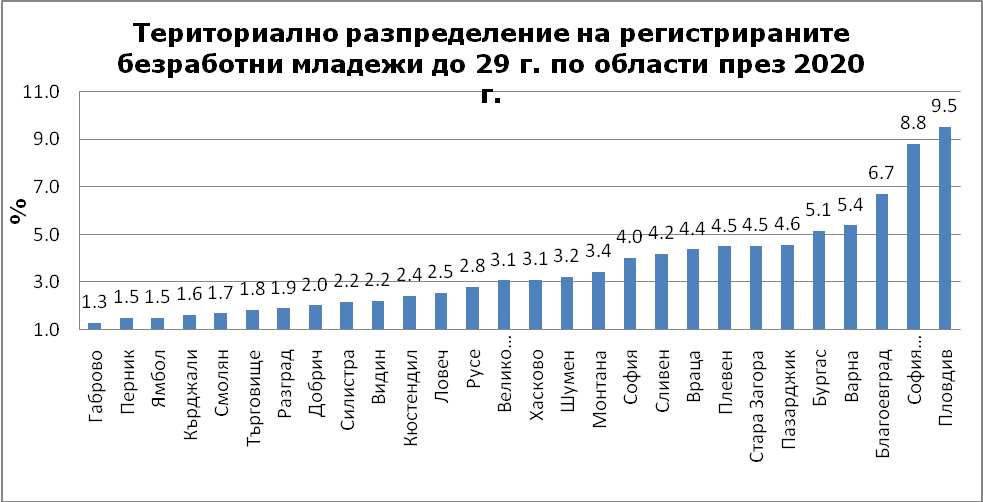 Териториално разпределение на регистрираните
безработни младежи до 29 г. по области през 2020
г.
%
11.0
9.0
7.0
5.0
3.0
1.0
1.3
1.5
1.5
1.6
1.7
1.8
1.9
2.0
2.2
2.2
2.4
2.5
2.8
3.1
3.1
3.2
3.4
4.0
4.2
4.4
4.5
4.5
4.6
5.1
5.4
6.7
8.8
9.5
Габрово
Перник
Ямбол
Кърджали
Смолян
Търговище
Разград
Добрич
Силистра
Видин
Кюстендил
Ловеч
Русе
Велико...
Хасково
Шумен
Монтана
София
Сливен
Враца
Плевен
Стара Загора
Пазарджик
Бургас
Варна
Благоевград
София...
Пловдив